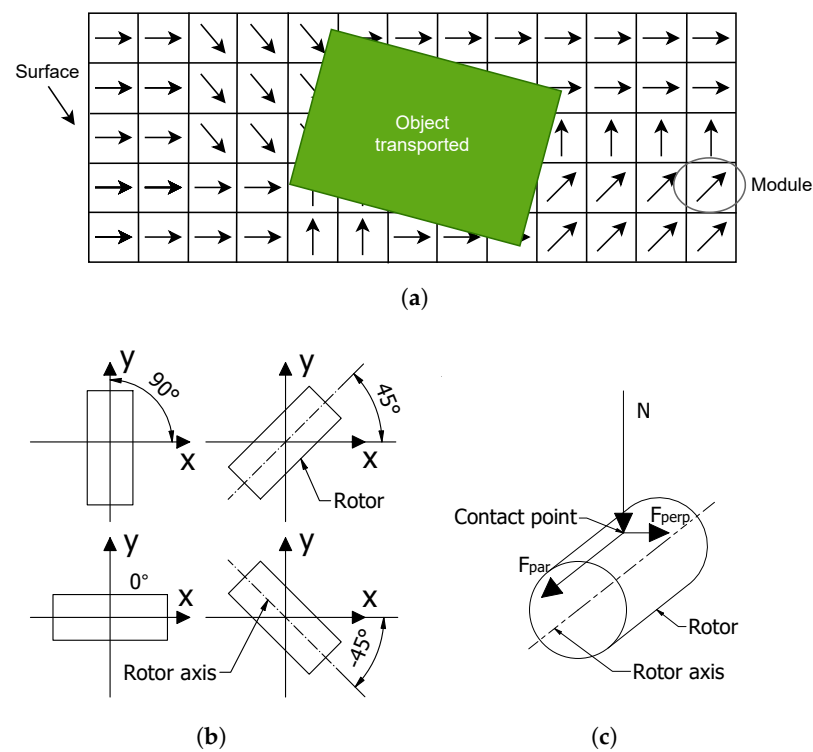 Surface
Object
transported
Module
(a)
y
90°
x
y
45°
x
Rotor
y
0°
x
y
x
-45°
Rotor axis
(b)
N
Contact point
Fperp
Fpar
Rotor
Rotor axis
(c)